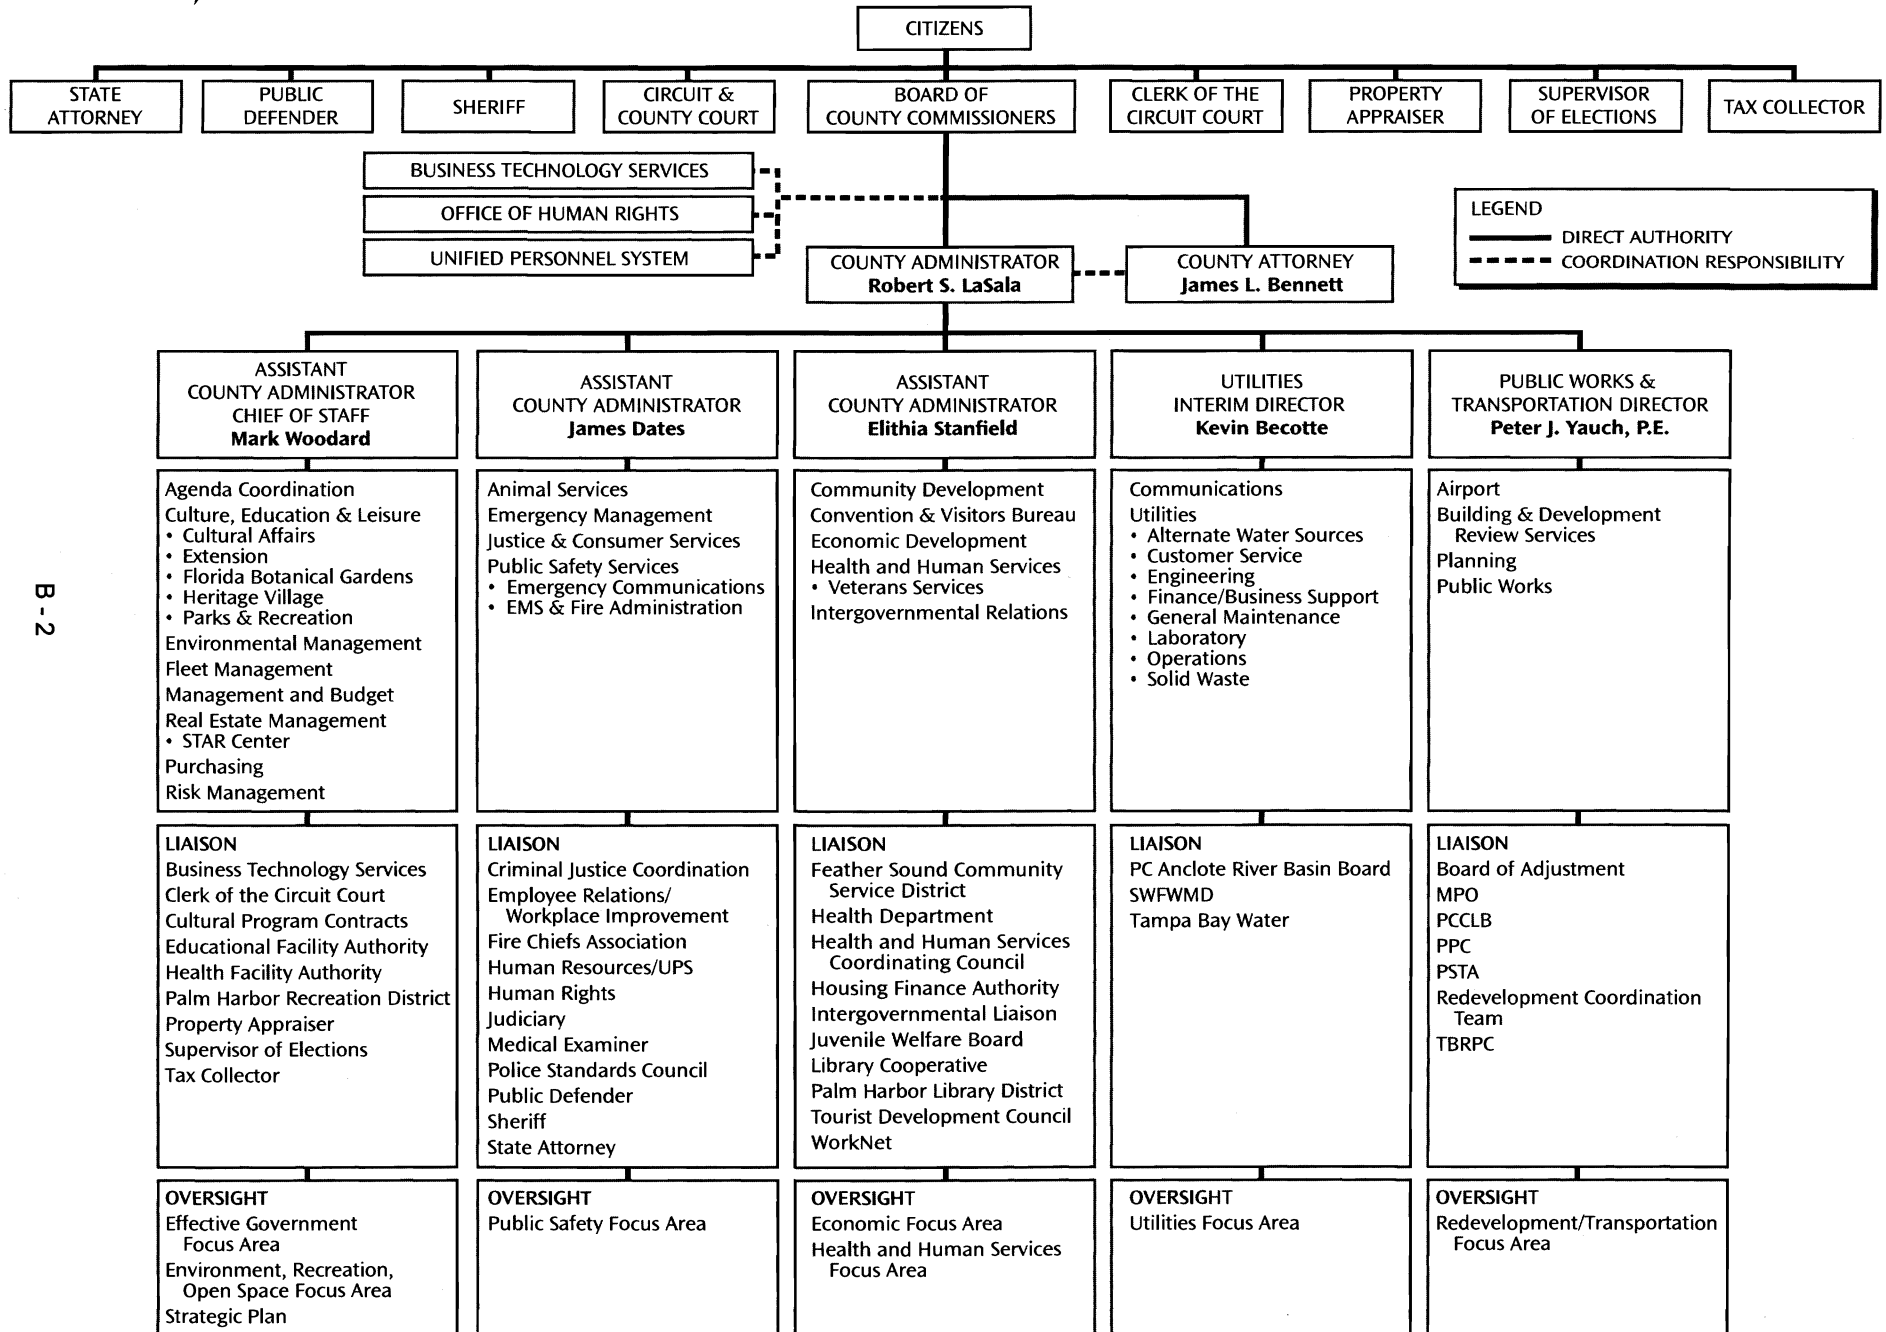 CITIZENS
STATE
ATTORNEY
PUBLIC
DEFENDER
SHERIFF
CIRCUIT &
COUNTY COURT
BOARD OF
COUNTY COMMISSIONERS
CLERK OF THE
CIRCUIT COURT
PROPERTY
APPRAISER
SUPERVISOR
OF ELECTIONS
TAX COLLECTOR
BUSINESS TECHNOLOGY SERVICES
OFFICE OF HUMAN RIGHTS
UNIFIED PERSONNEL SYSTEM
COUNTY ADMINISTRATOR
Robert S. LaSala
COUNTY ATTORNEY
James L. Bennett
LEGEND
DIRECT AUTHORITY
COORDINATION RESPONSIBILITY
ASSISTANT
COUNTY ADMINISTRATOR
CHIEF OF STAFF
Mark Woodard
Agenda Coordination
Culture, Education & Leisure
• Cultural Affairs
• Extension
• Florida Botanical Gardens
• Heritage Village
• Parks & Recreation
Environmental Management
Fleet Management
Management and Budget
Real Estate Management
• STAR Center
Purchasing
Risk Management
LIAISON
Business Technology Services
Clerk of the Circuit Court
Cultural Program Contracts
Educational Facility Authority
Health Facility Authority
Palm Harbor Recreation District
Property Appraiser
Supervisor of Elections
Tax Collector
OVERSIGHT
Effective Government
Focus Area
Environment, Recreation,
Open Space Focus Area
Strategic Plan
ASSISTANT
COUNTY ADMINISTRATOR
James Dates
Animal Services
Emergency Management
Justice & Consumer Services
Public Safety Services
• Emergency Communications
• EMS & Fire Administration
LIAISON
Criminal Justice Coordination
Employee Relations/
Workplace Improvement
Fire Chiefs Association
Human Resources/UPS
Human Rights
Judiciary
Medical Examiner
Police Standards Council
Public Defender
Sheriff
State Attorney
OVERSIGHT
Public Safety Focus Area
ASSISTANT
COUNTY ADMINISTRATOR
Elithia Stanfield
Community Development
Convention & Visitors Bureau
Economic Development
Health and Human Services
• Veterans Services
Intergovernmental Relations
LIAISON
Feather Sound Community
Service District
Health Department
Health and Human Services
Coordinating Council
Housing Finance Authority
Intergovernmental Liaison
Juvenile Welfare Board
Library Cooperative
Palm Harbor Library District
Tourist Development Council
WorkNet
OVERSIGHT
Economic Focus Area
Health and Human Services
Focus Area
UTILITIES
INTERIM DIRECTOR
Kevin Becotte
Communications
Utilities
• Alternate Water Sources
• Customer Service
• Engineering
• Finance/Business Support
• General Maintenance
• Laboratory
• Operations
• Solid Waste
LIAISON
PC Anclote River Basin Board
SWFWMD
Tampa Bay Water
OVERSIGHT
Utilities Focus Area
PUBLIC WORKS &
TRANSPORTATION DIRECTOR
Peter J. Yauch, P.E.
Airport
Building & Development
Review Services
Planning
Public Works
LIAISON
Board of Adjustment
MPO
PCCLB
PPC
PSTA
Redevelopment Coordination
Team
TBRPC
OVERSIGHT
Redevelopment/Transportation
Focus Area
B-2